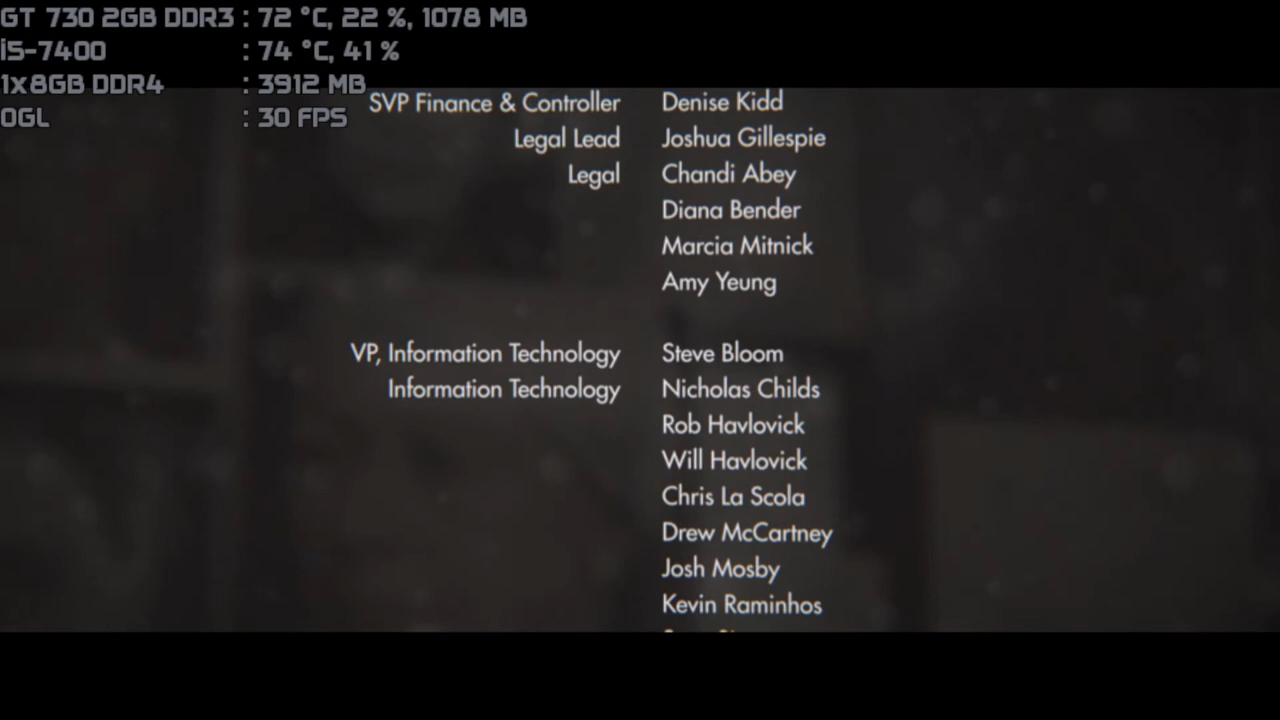 GT 730 2GB DDR3 : 72 °C, 22 %, 1078 MB
i5-7400 : 74 °C, 41 %
1x8GB DDR4 : 3912 MB
OGL : 30 FPS
SVP Finance & Controller Denise Kidd
Legal Lead Joshua Gillespie
Legal Chandi Abey
Diana Bender
Marcia Mitnick
Amy Yeung
VP, Information Technology Steve Bloom
Information Technology Nicholas Childs
Rob Havlovick
Will Havlovick
Chris La Scola
Drew McCartney
Josh Mosby
Kevin Raminhos